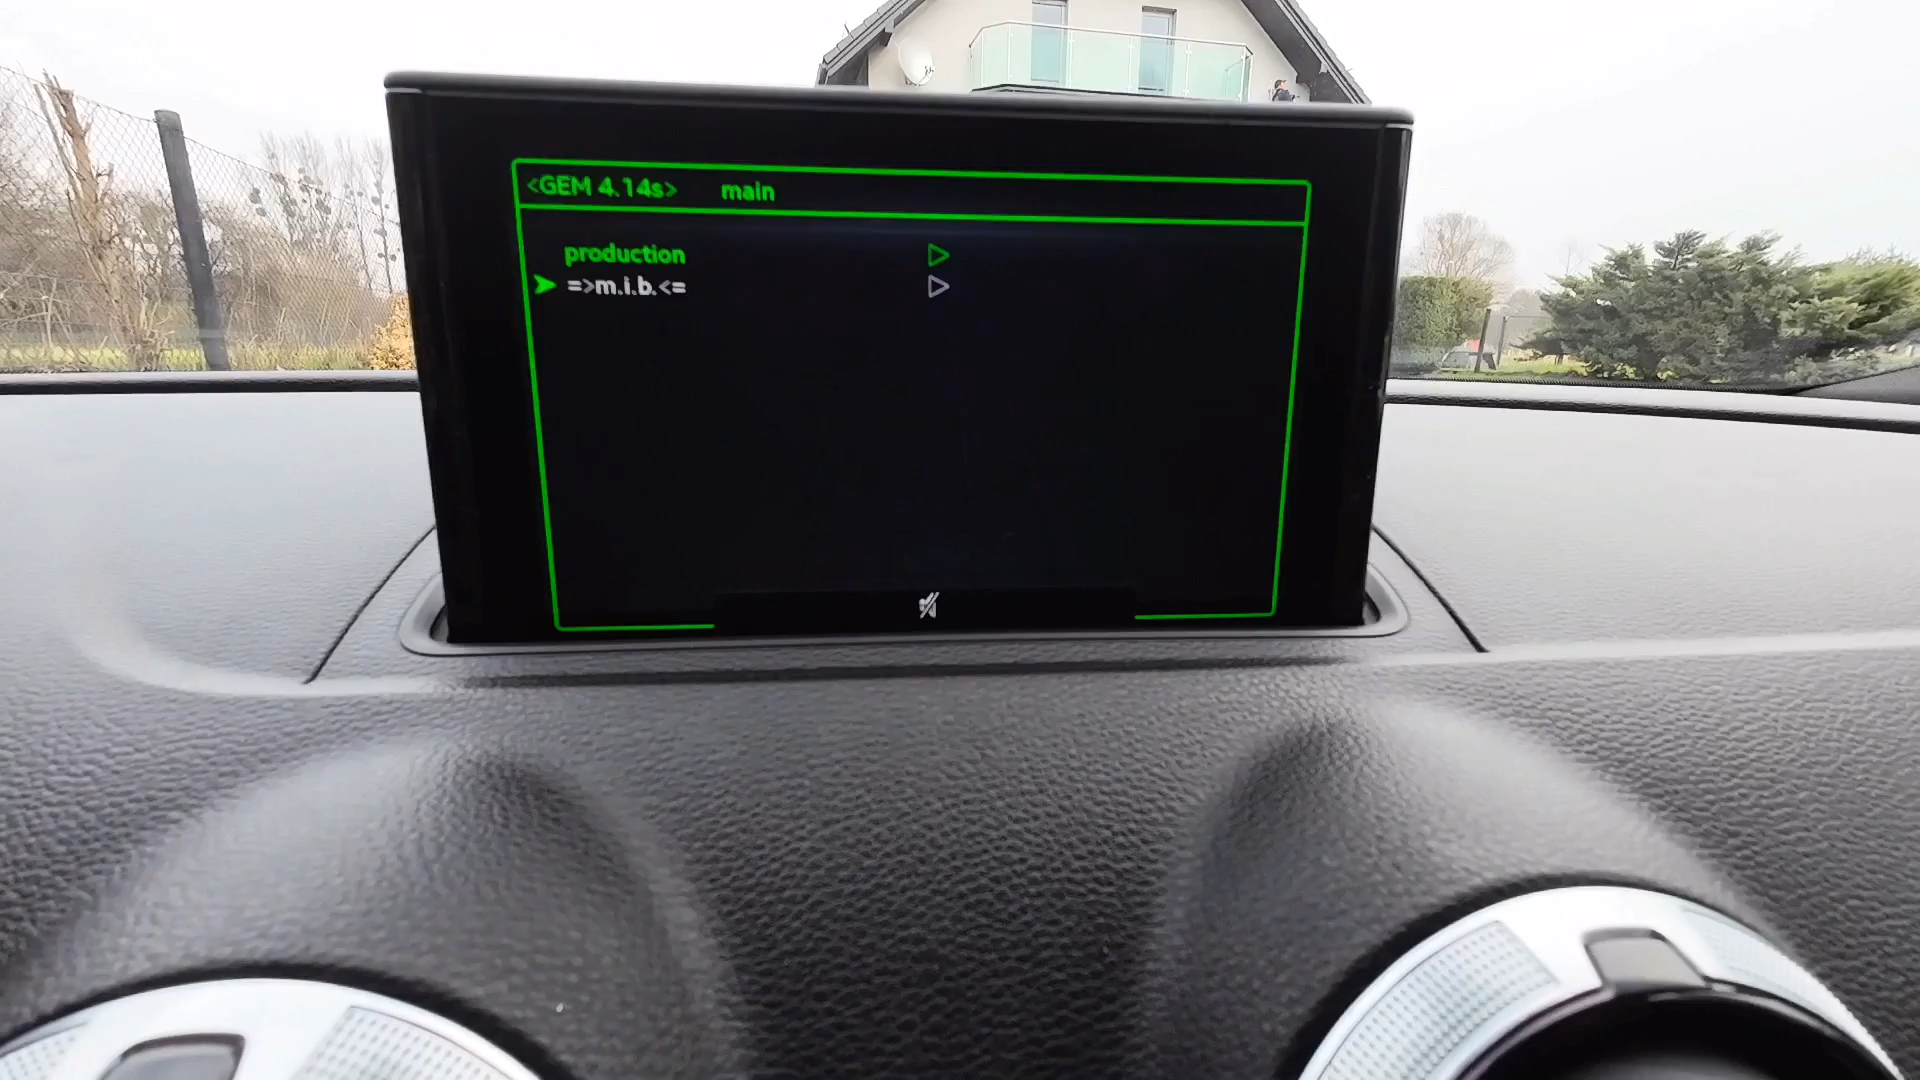 <GEM 4.14s> main
production
=>m.i.b.<=